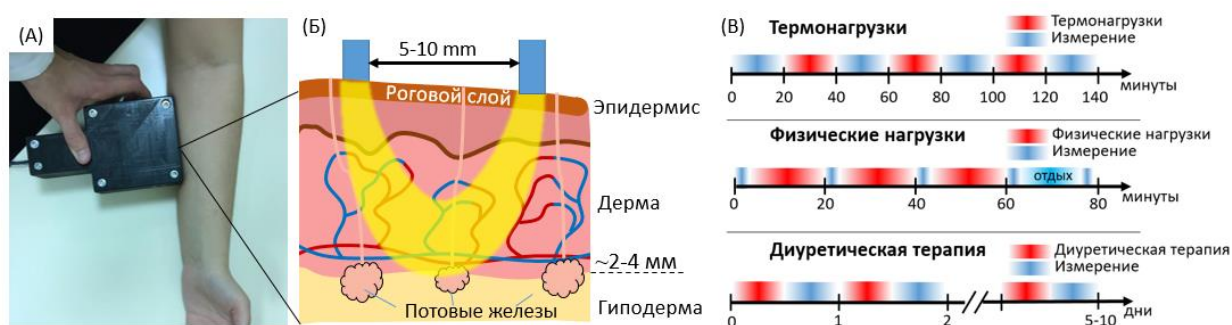 (А)
(Б)
5-10 mm
Роговой слой
Эпидермис
Дерма
~2-4 мм
Потовые железы
Гиподерма
(В)
Термонагрузки
Термонагрузки
Измерение
0 20 40 60 80 100 120 140
минуты
Физические нагрузки
Физические нагрузки
Измерение
отдых
0 20 40 60 80
минуты
Диуретическая терапия
Диуретическая терапия
Измерение
0 1 2 5-10
дни